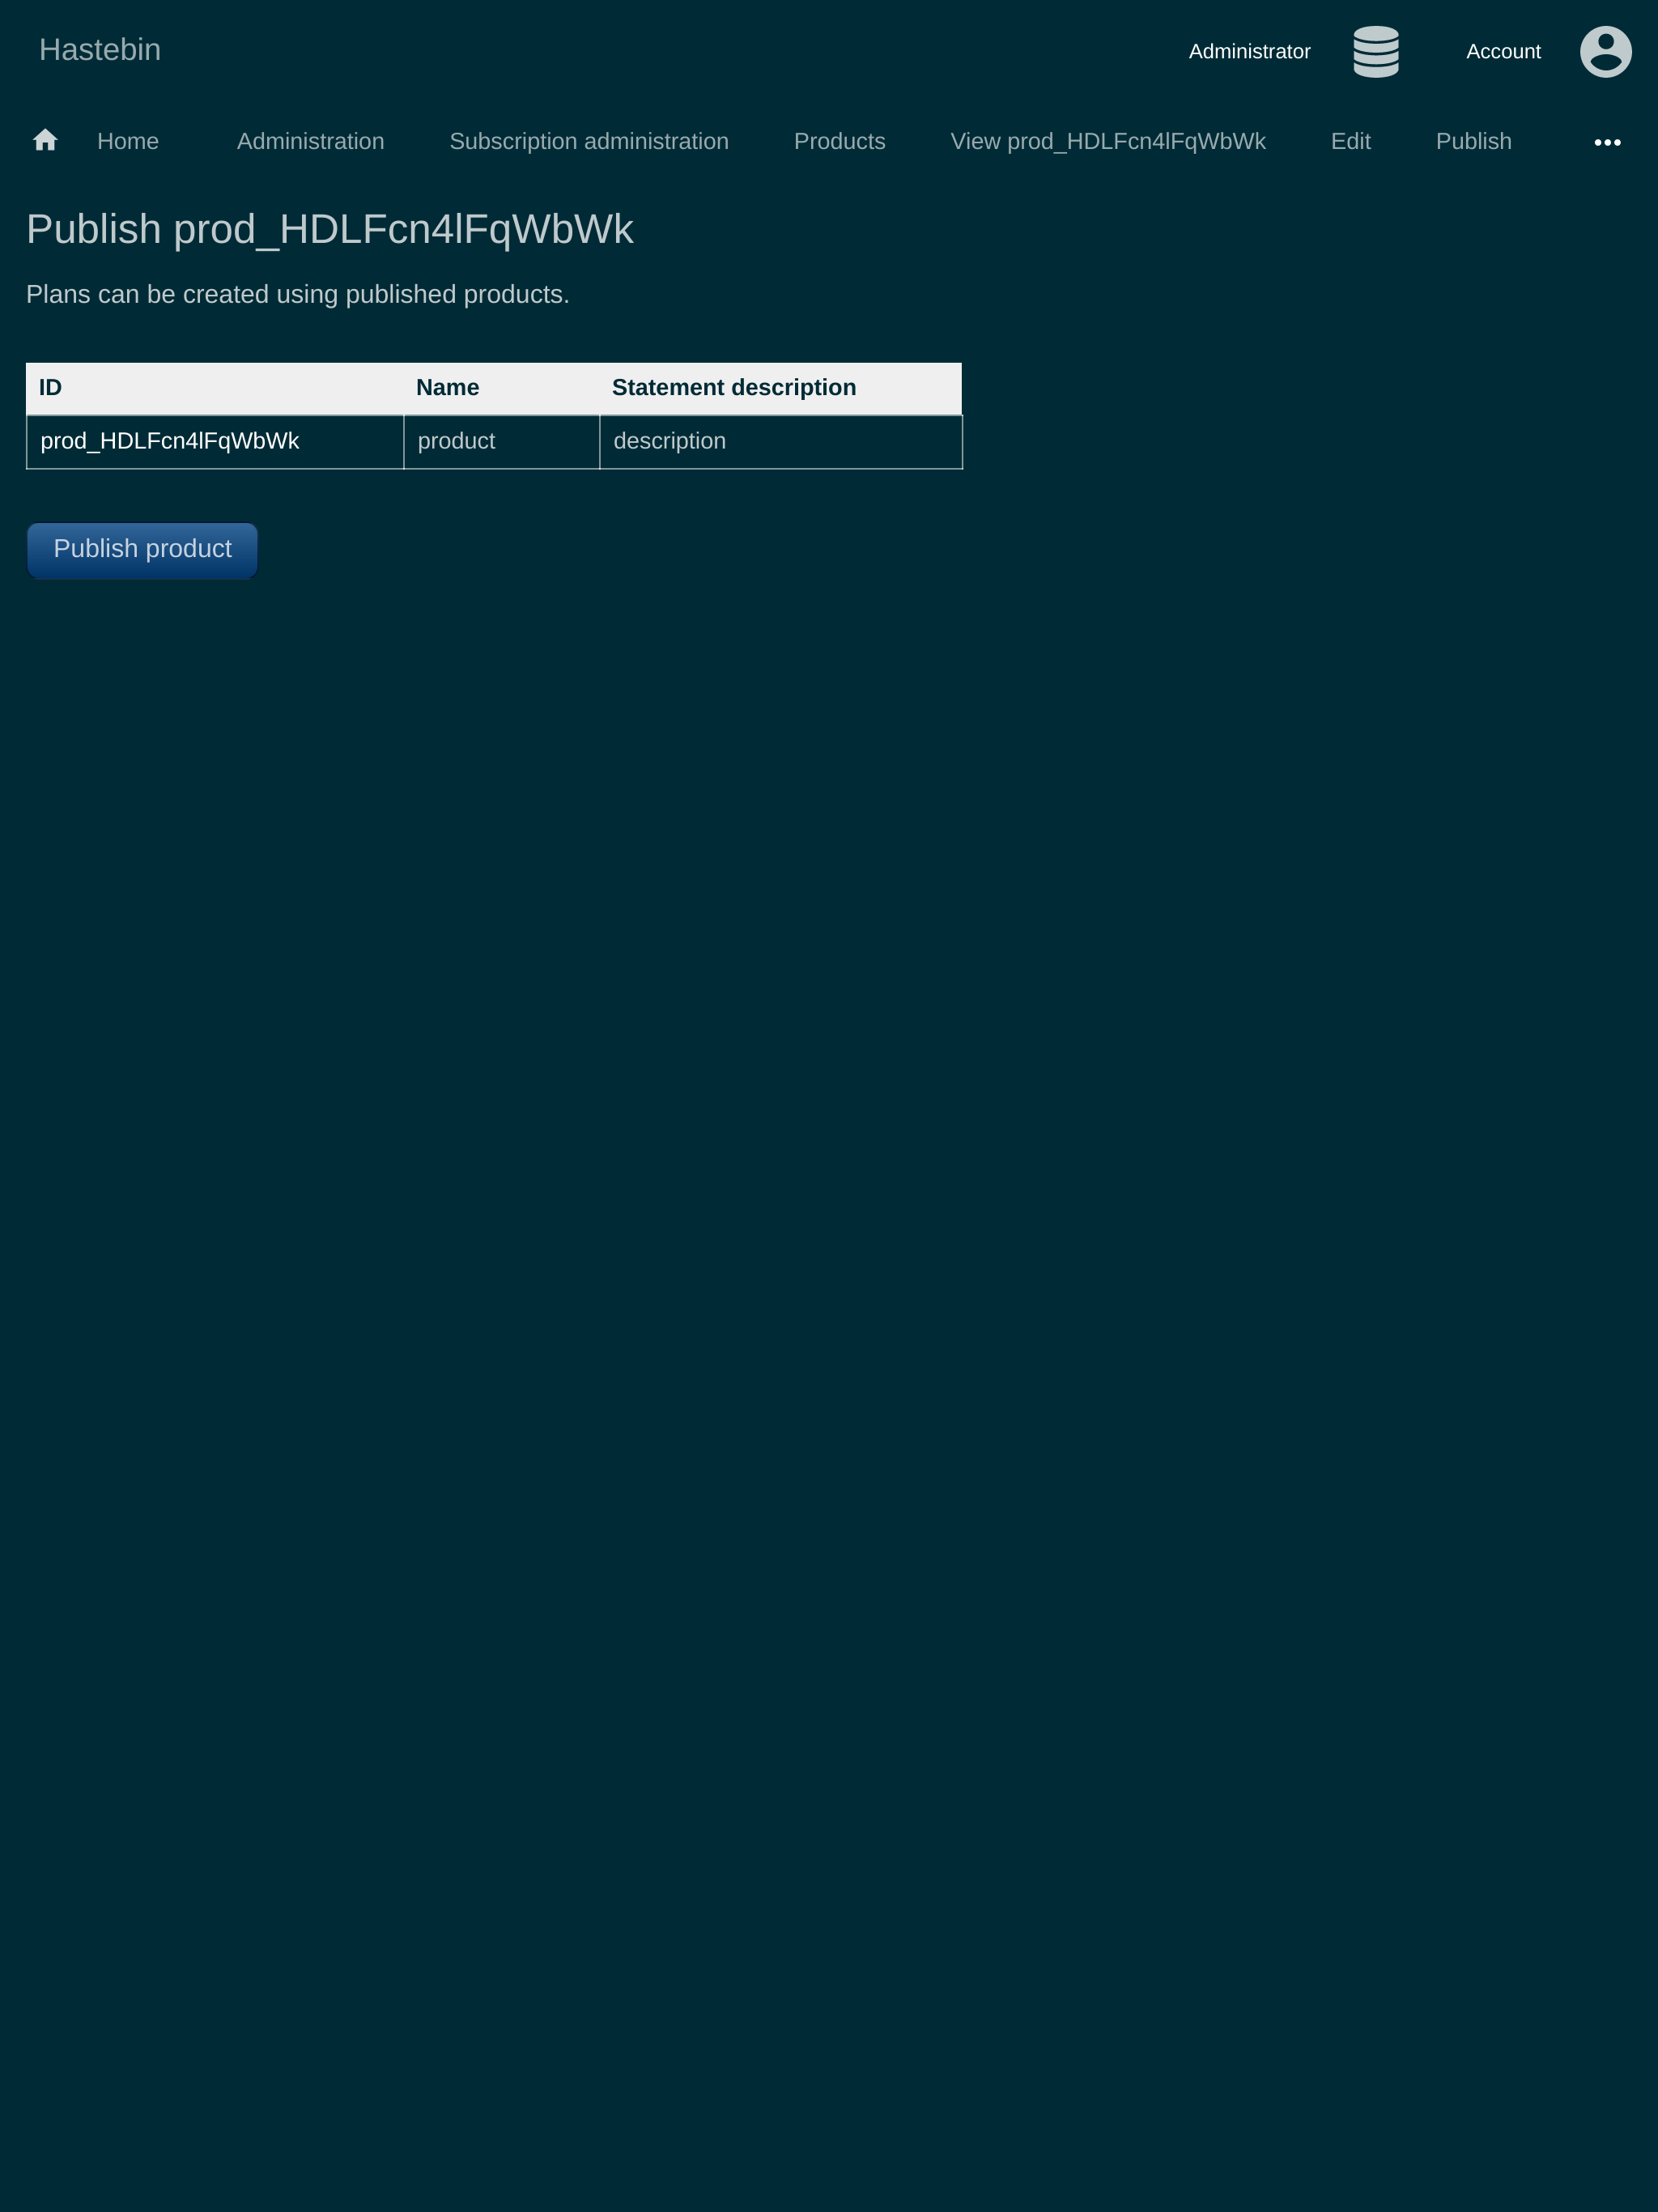 Hastebin
Administrator
Account
Home
Administration
Subscription administration
Products
View prod_HDLFcn4lFqWbWk
Edit
Publish
Publish prod_HDLFcn4lFqWbWk
Plans can be created using published products.
ID Name Statement description
prod_HDLFcn4lFqWbWk product description
Publish product